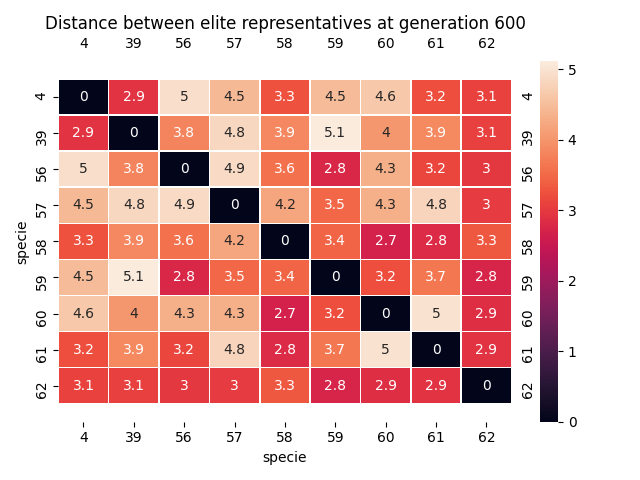 Distance between elite representatives at generation 600
4 39 56 57 58 59 60 61 62
4 0 2.9 5 4.5 3.3 4.5 4.6 3.2 3.1 4
39 2.9 0 3.8 4.8 3.9 5.1 4 3.9 3.1 39
56 5 3.8 0 4.9 3.6 2.8 4.3 3.2 3 56
57 4.5 4.8 4.9 0 4.2 3.5 4.3 4.8 3 57
58 3.3 3.9 3.6 4.2 0 3.4 2.7 2.8 3.3 58
59 4.5 5.1 2.8 3.5 3.4 0 3.2 3.7 2.8 59
60 4.6 4 4.3 4.3 2.7 3.2 0 5 2.9 60
61 3.2 3.9 3.2 4.8 2.8 3.7 5 0 2.9 61
62 3.1 3.1 3 3 3.3 2.8 2.9 2.9 0 62
4 39 56 57 58 59 60 61 62
specie
specie
5
4
3
2
1
0